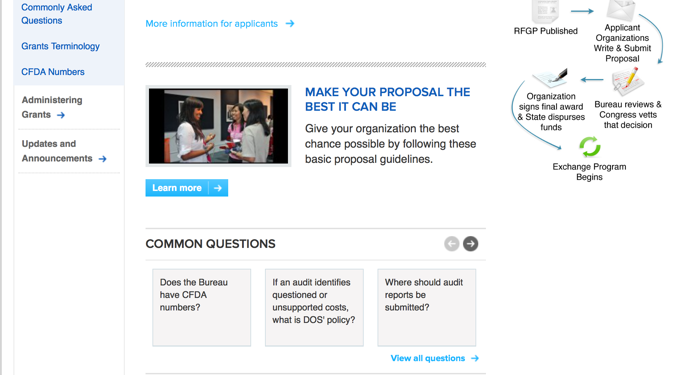 Commonly Asked
Questions
Grants Terminology
CFDA Numbers
Administering
Grants
Updates and
Announcements
More information for applicants
MAKE YOUR PROPOSAL THE
BEST IT CAN BE
Give your organization the best
chance possible by following these
basic proposal guidelines.
Learn more
COMMON QUESTIONS
Does the Bureau
have CFDA
numbers?
If an audit identifies
questioned or
unsupported costs,
what is DOS' policy?
Where should audit
reports be
submitted?
View all questions
RFGP Published
Applicant
Organizations
Write & Submit
Proposal
Bureau reviews &
Congress vets
that decision
Organization
signs final award
& State dispurses
funds
Exchange Program
Begins